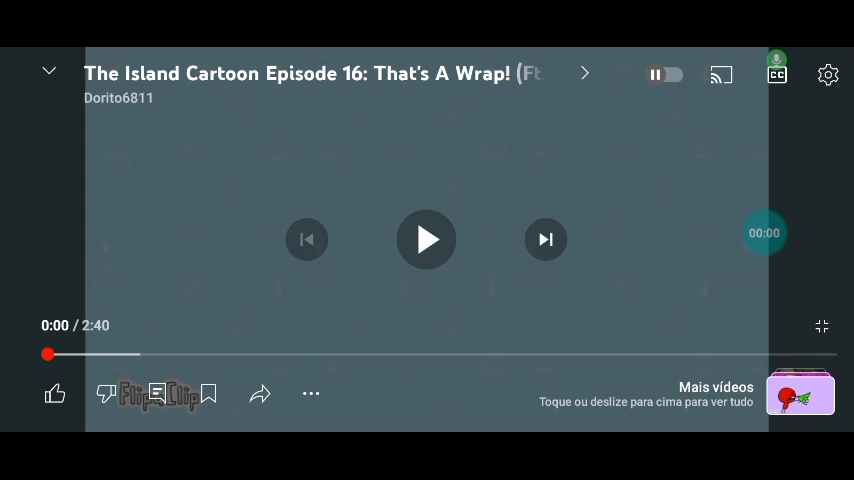 The Island Cartoon Episode 16: That's A Wrap! (Ft.
CC
Dorito6811
00:00
0:00 / 2:40
FlipaClip
Mais vídeos
Toque ou deslize para cima para ver tudo